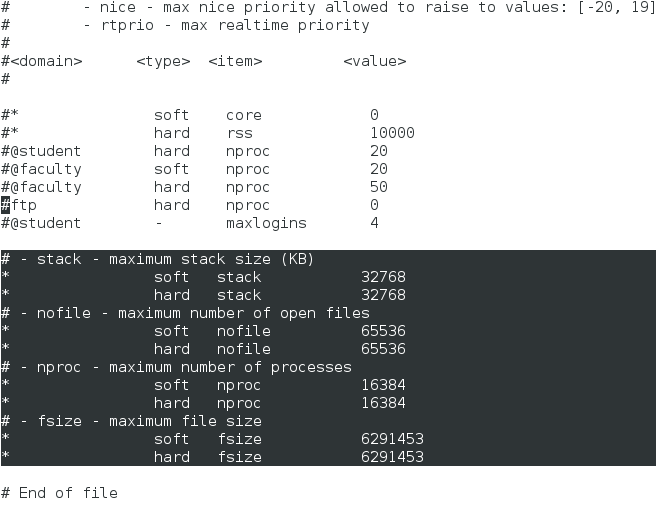 #        - nice - max nice priority allowed to raise to values: [-20, 19]
#        - rtprio - max realtime priority
#
#<domain>      <type>  <item>         <value>
#
#*               soft    core            0
#*               hard    rss             10000
#@student        hard    nproc           20
#@faculty        soft    nproc           20
#@faculty        hard    nproc           50
#ftp             hard    nproc           0
#@student        -       maxlogins       4
# - stack - maximum stack size (KB)
*                soft   stack           32768
*                hard   stack           32768
# - nofile - maximum number of open files
*                soft   nofile          65536
*                hard   nofile          65536
# - nproc - maximum number of processes
*                soft   nproc           16384
*                hard   nproc           16384
# - fsize - maximum file size
*                soft   fsize           6291453
*                hard   fsize           6291453
# End of file